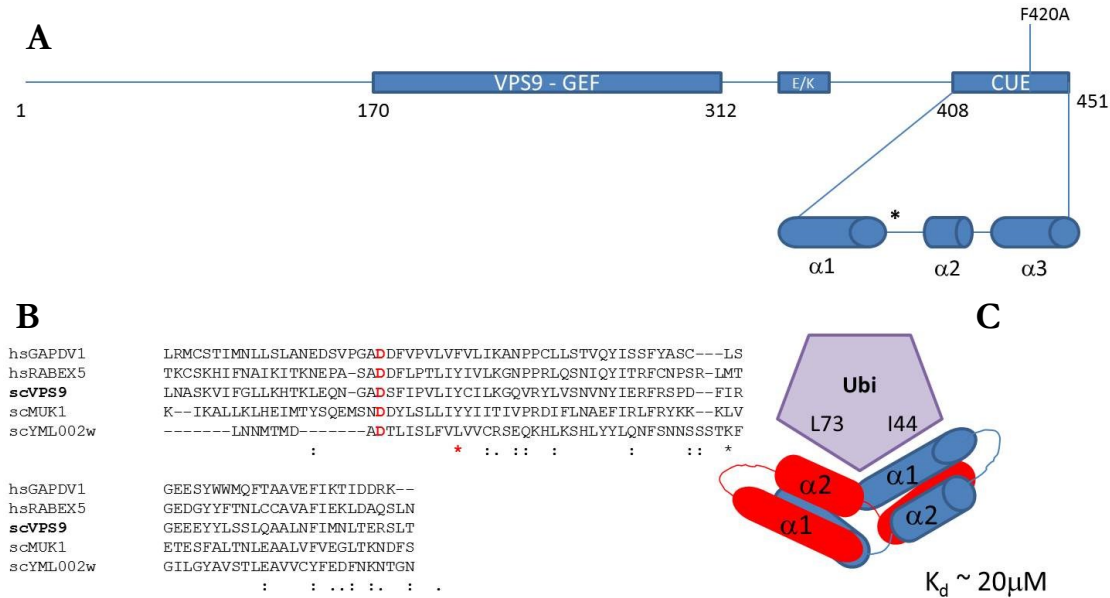 A
F420A
VPS9 - GEF
E/K
CUE
1
170
312
408
451
*
α1
α2
α3
B
hsGAPDV1 LRMCSTIMNLLSLANEDSVPGADDFVPVLVFVLIKANPPCLLSTVQYISSFYASC---LS
hsRABEX5 TKCSKHIFNAIKITKNEPA-SADDFLPTLIYIVLKGNPPRLQSNIQYITRFCNPSR-LMT
scVPS9 LNASKVIFGLLKHTKLEQN-GADSFIPVLIYCILKGQVRYLVSNVNYIERFRSPD--FIR
scMUK1 K--IKALLKLHEIMTYSQEMSNDDYLSLLIYYIITIVPRDIFLNAEFIRLFRYKK--KLV
scYML002w -------LNNMTMD-------ADTLISLFVLVVCRSEQKHLKSHLYYLQNFSNNSSSTKF
: * :. :: : : :: *
hsGAPDV1 GEESYWWMQFTAAVEFIKTIDDRK--
hsRABEX5 GEDGYYFTNLCCAVAFIEKLDAQSLN
scVPS9 GEEEYYLSSLQAALNFIMNLTERSLT
scMUK1 ETESFALTNLEAALVFVEGLTKNDFS
scYML002w GILGYAVSTLEAVVCYFEDFNKNTGN
: : ..: : : .
C
Ubi
L73
I44
α2
α1
α1
α2
Kd ~ 20μM